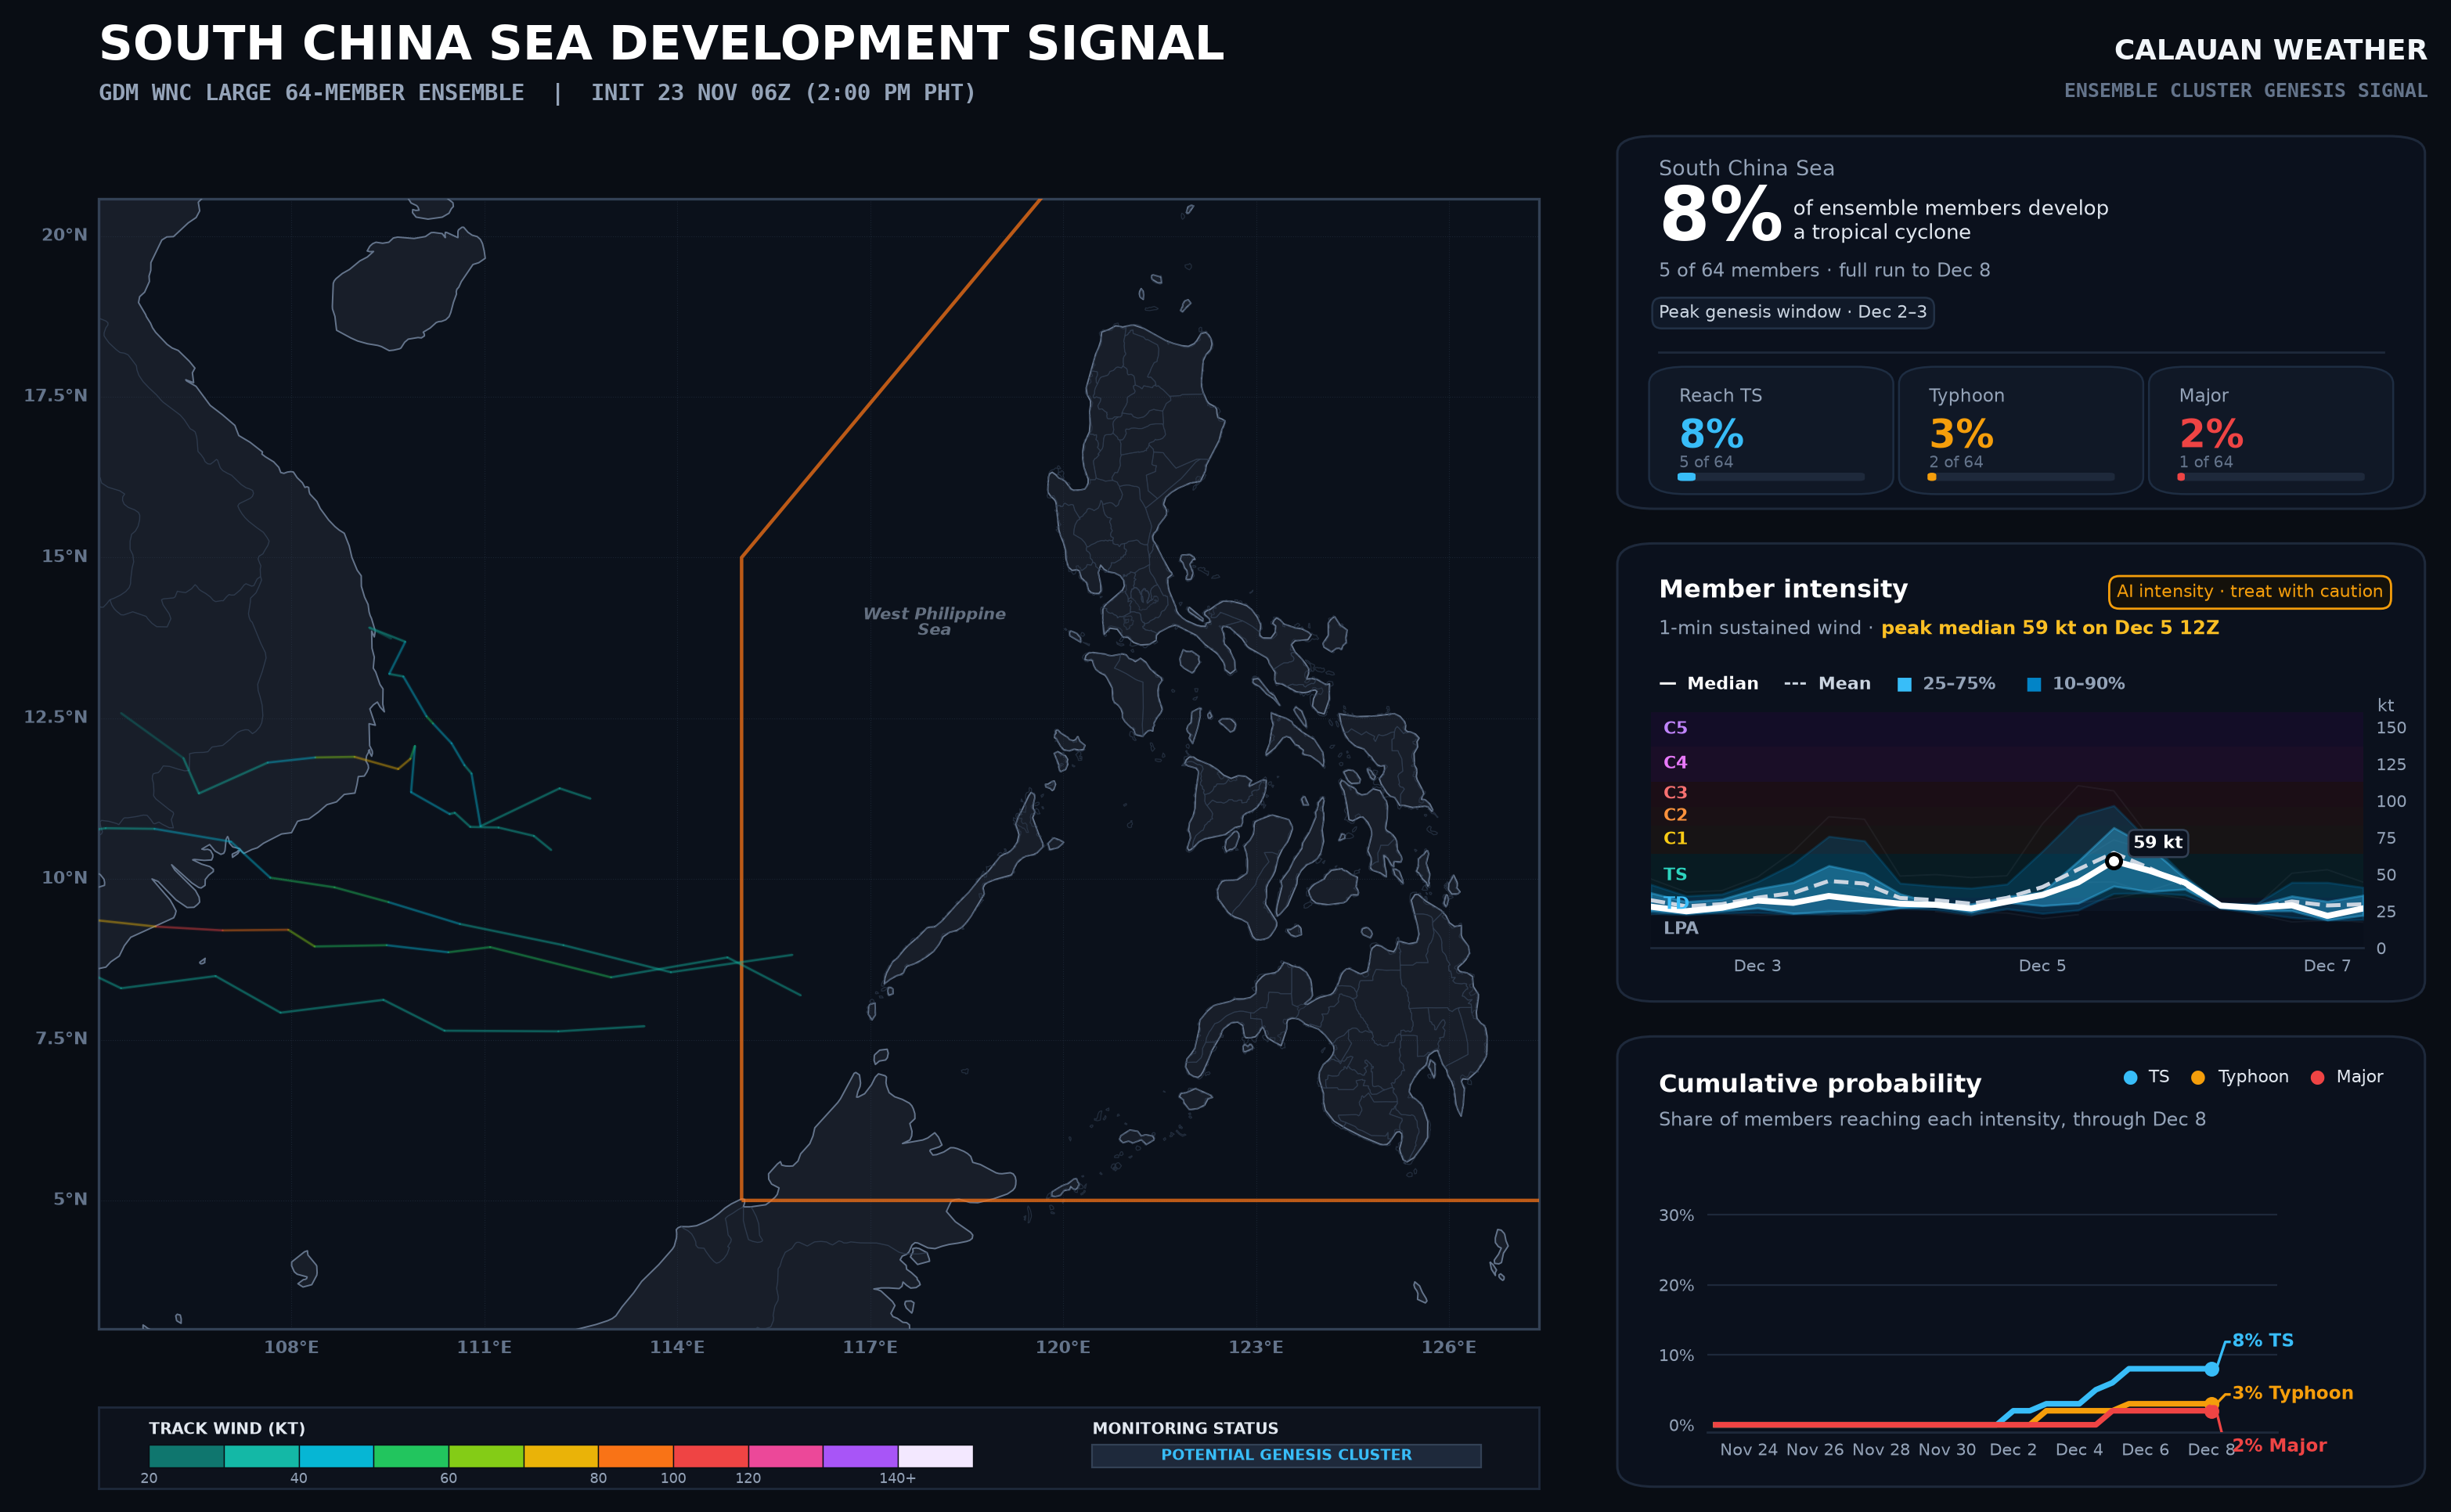 SOUTH CHINA SEA DEVELOPMENT SIGNAL
GDM WNC LARGE 64-MEMBER ENSEMBLE | INIT 23 NOV 06Z (2:00 PM PHT)
CALAUAN WEATHER
ENSEMBLE CLUSTER GENESIS SIGNAL
20°N
17.5°N
15°N
12.5°N
10°N
7.5°N
5°N
West Philippine
Sea
108°E 111°E 114°E 117°E 120°E 123°E 126°E
TRACK WIND (KT)
20 40 60 80 100 120 140+
MONITORING STATUS
POTENTIAL GENESIS CLUSTER
South China Sea
8% of ensemble members develop
a tropical cyclone
5 of 64 members · full run to Dec 8
Peak genesis window · Dec 2–3
Reach TS
8%
5 of 64
Typhoon
3%
2 of 64
Major
2%
1 of 64
Member intensity
AI intensity · treat with caution
1-min sustained wind · peak median 59 kt on Dec 5 12Z
Median Mean 25–75% 10–90%
kt
C5 150
C4 125
C3 100
C2
C1 75
59 kt
TS 50
TD 25
LPA
0
Dec 3 Dec 5 Dec 7
Cumulative probability
TS Typhoon Major
Share of members reaching each intensity, through Dec 8
30%
20%
10%
0%
8% TS
3% Typhoon
2% Major
Nov 24 Nov 26 Nov 28 Nov 30 Dec 2 Dec 4 Dec 6 Dec 8